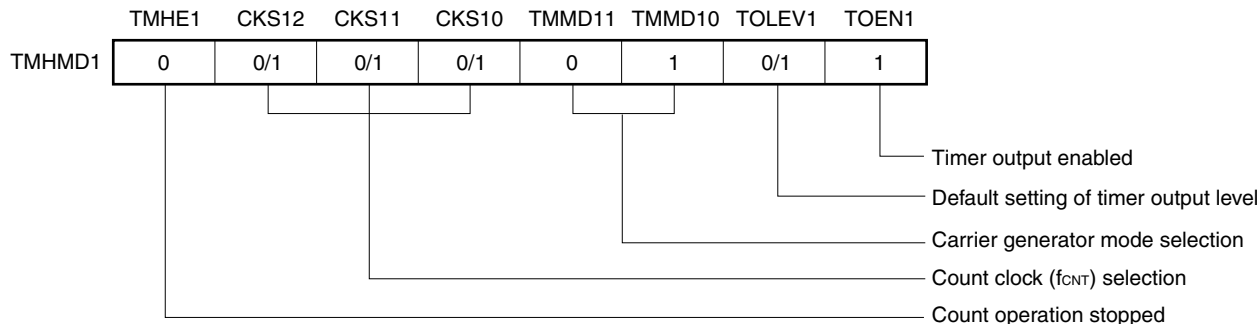 TMHE1 CKS12 CKS11 CKS10 TMMD11 TMMD10 TOLEV1 TOEN1
TMHMD1 0 0/1 0/1 0/1 0 1 0/1 1
Timer output enabled
Default setting of timer output level
Carrier generator mode selection
Count clock (fCNT) selection
Count operation stopped